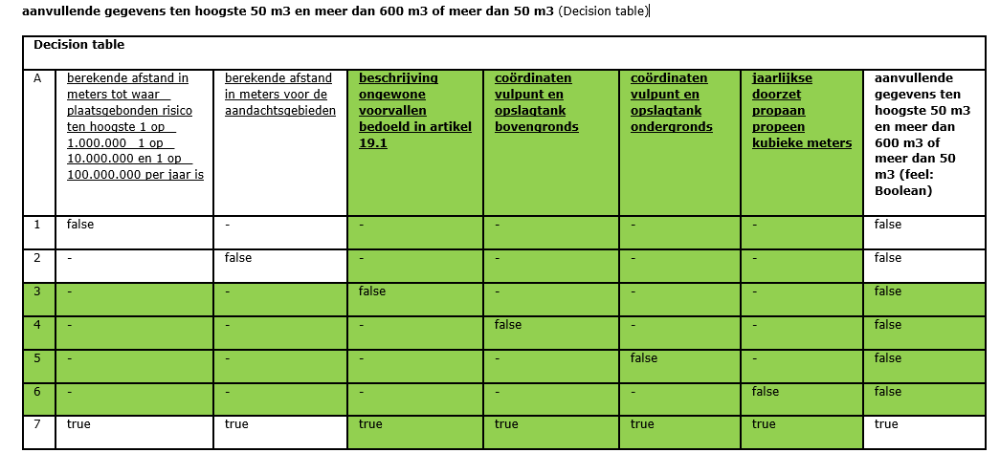 aanvullende gegevens ten hoogste 50 m3 en meer dan 600 m3 of meer dan 50 m3 (Decision table)
Decision table
A
berekende afstand in
meters tot waar
plaatsgebonden risico
ten hoogste 1 op
1.000.000 1 op
10.000.000 en 1 op
100.000.000 per jaar is
berekende afstand
in meters voor de
aandachtsgebieden
beschrijving
ongewone
voorvallen
bedoeld in artikel
19.1
coördinaten
vulpunt en
opslagtank
bovengronds
coördinaten
vulpunt en
opslagtank
ondergronds
jaarlijkse
doorzet
propaan
propeen
kubieke meters
aanvullende
gegevens ten
hoogste 50 m3
en meer dan
600 m3 of
meer dan 50
m3 (feel:
Boolean)
1 false - - - - - false
2 - false - - - - false
3 - - false - - - false
4 - - - false - - false
5 - - - - false - false
6 - - - - - false false
7 true true true true true true true